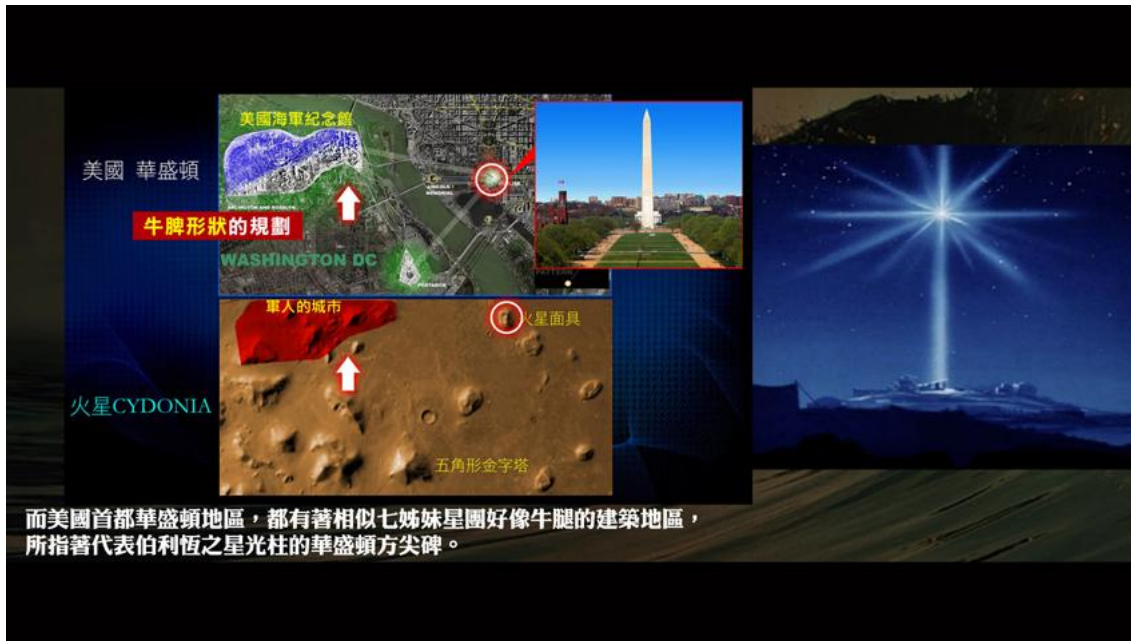 美國 華盛頓
美國海軍紀念館
牛脾形狀的規劃
WASHINGTON DC
LINCOLN
MEMORIAL
PENTAGON
PATTERN
軍人的城市
火星面具
火星CYDONIA
五角形金字塔
而美國首都華盛頓地區，都有著相似七姊妹星團好像牛腿的建築地區，
所指著代表伯利恆之星光柱的華盛頓方尖碑。